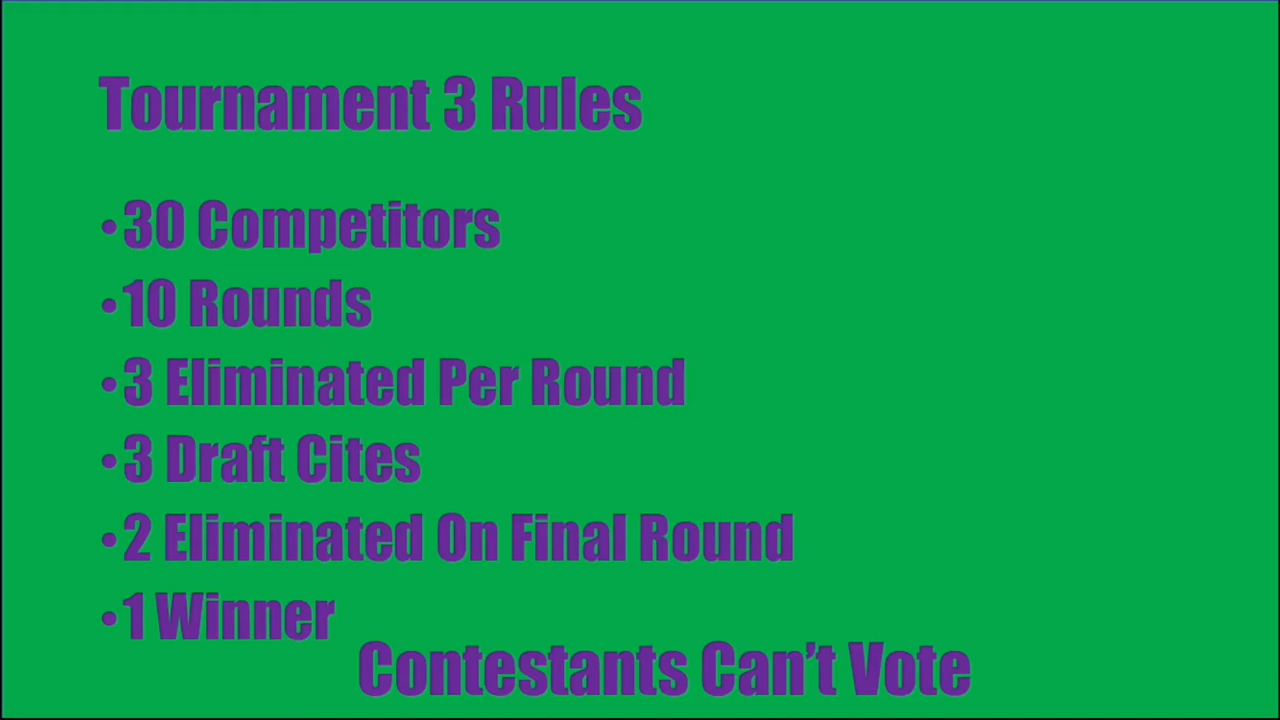 Tournament 3 Rules
•30 Competitors
•10 Rounds
•3 Eliminated Per Round
•3 Draft Cites
•2 Eliminated On Final Round
•1 Winner
Contestants Can’t Vote